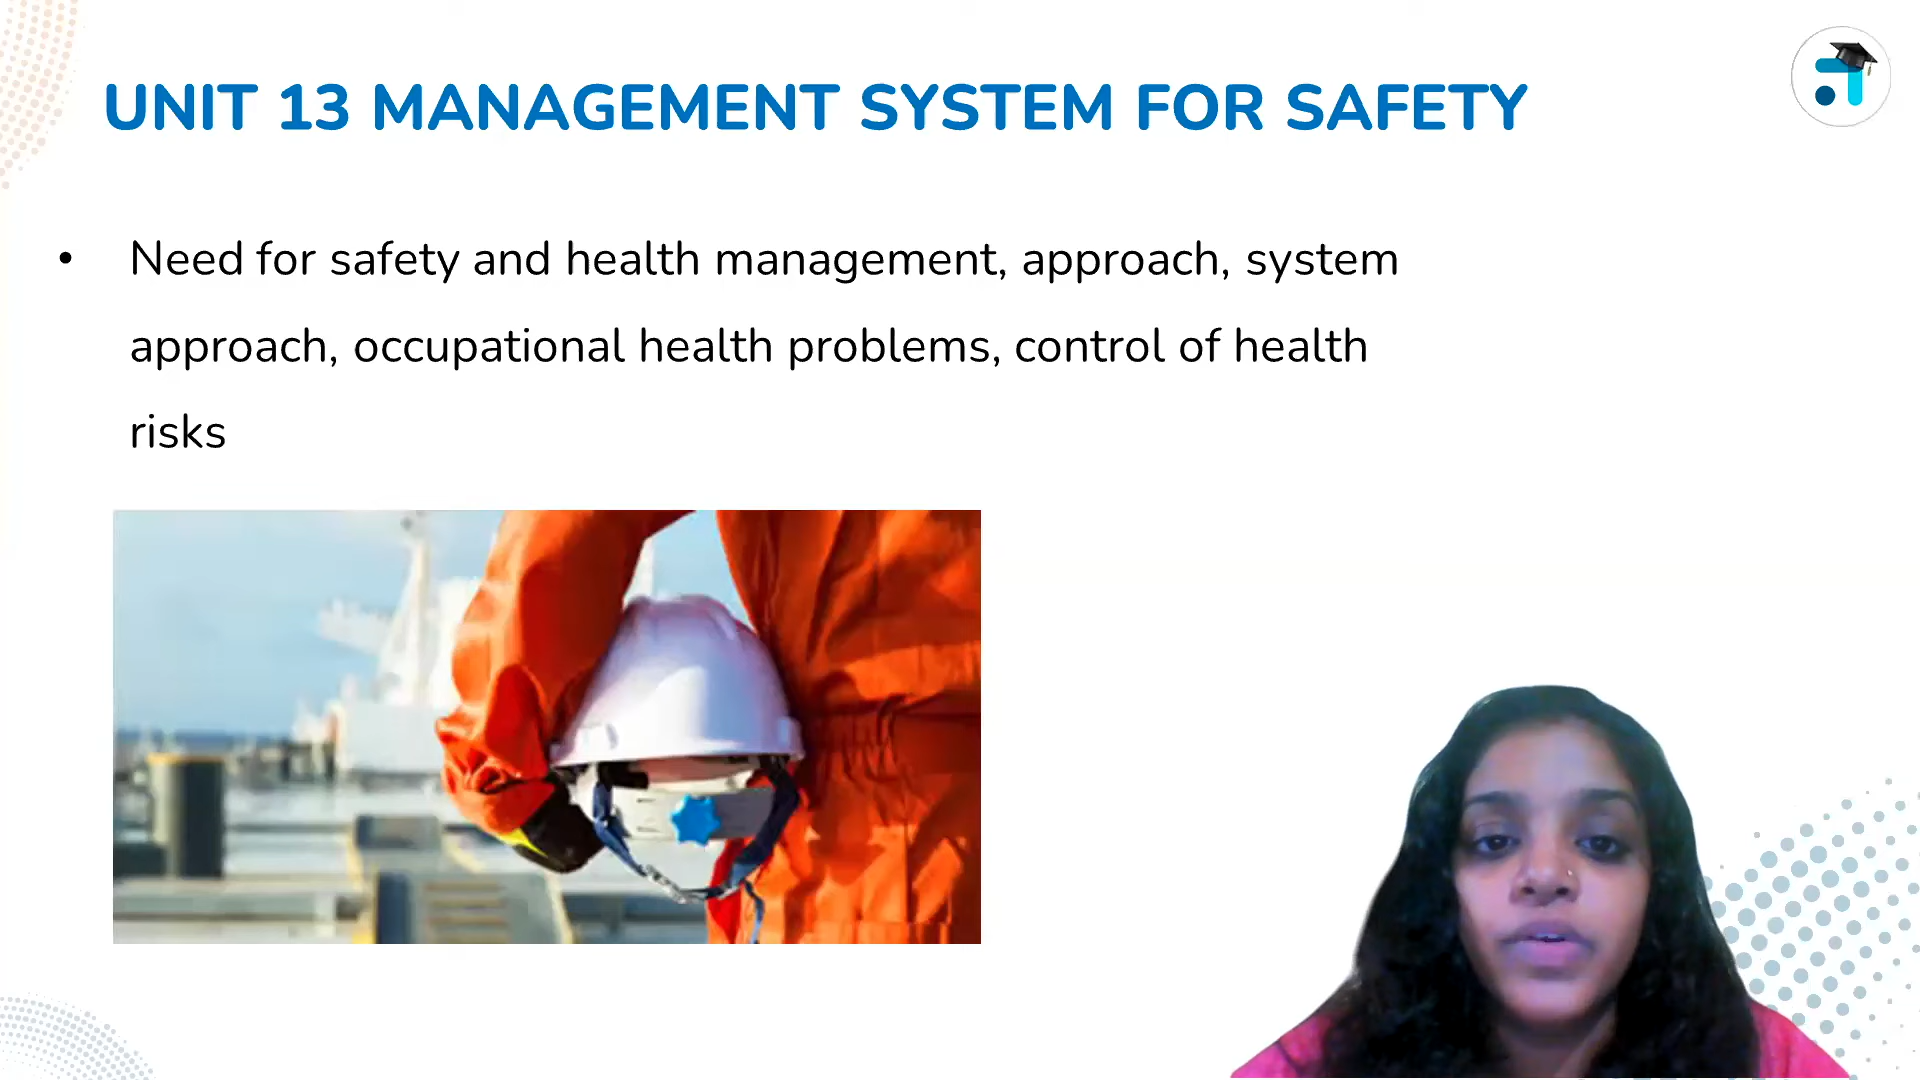 UNIT 13 MANAGEMENT SYSTEM FOR SAFETY
• Need for safety and health management, approach, system
approach, occupational health problems, control of health
risks